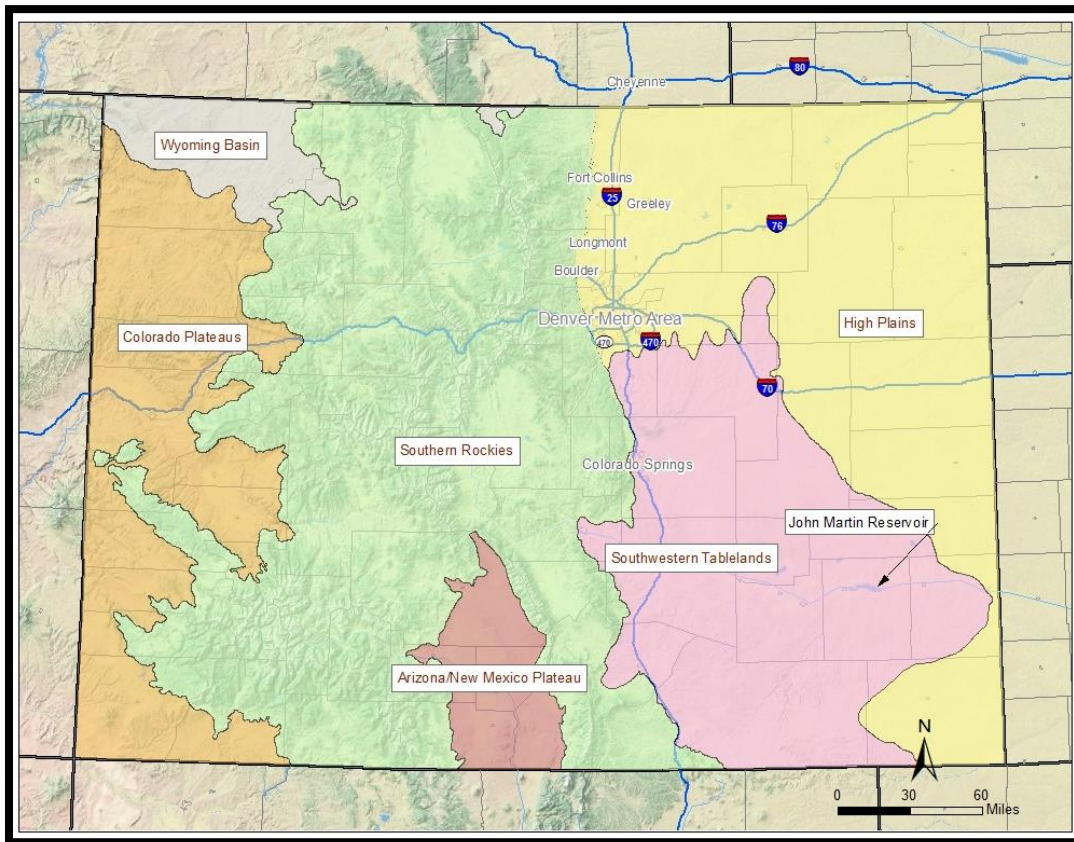 80
Cheyenne
Wyoming Basin
Fort Collins
25
Greeley
76
Longmont
Boulder
Denver Metro Area
High Plains
Colorado Plateaus
470
470
70
Southern Rockies
Colorado Springs
John Martin Reservoir
Southwestern Tablelands
Arizona/New Mexico Plateau
N
0 30 60
Miles